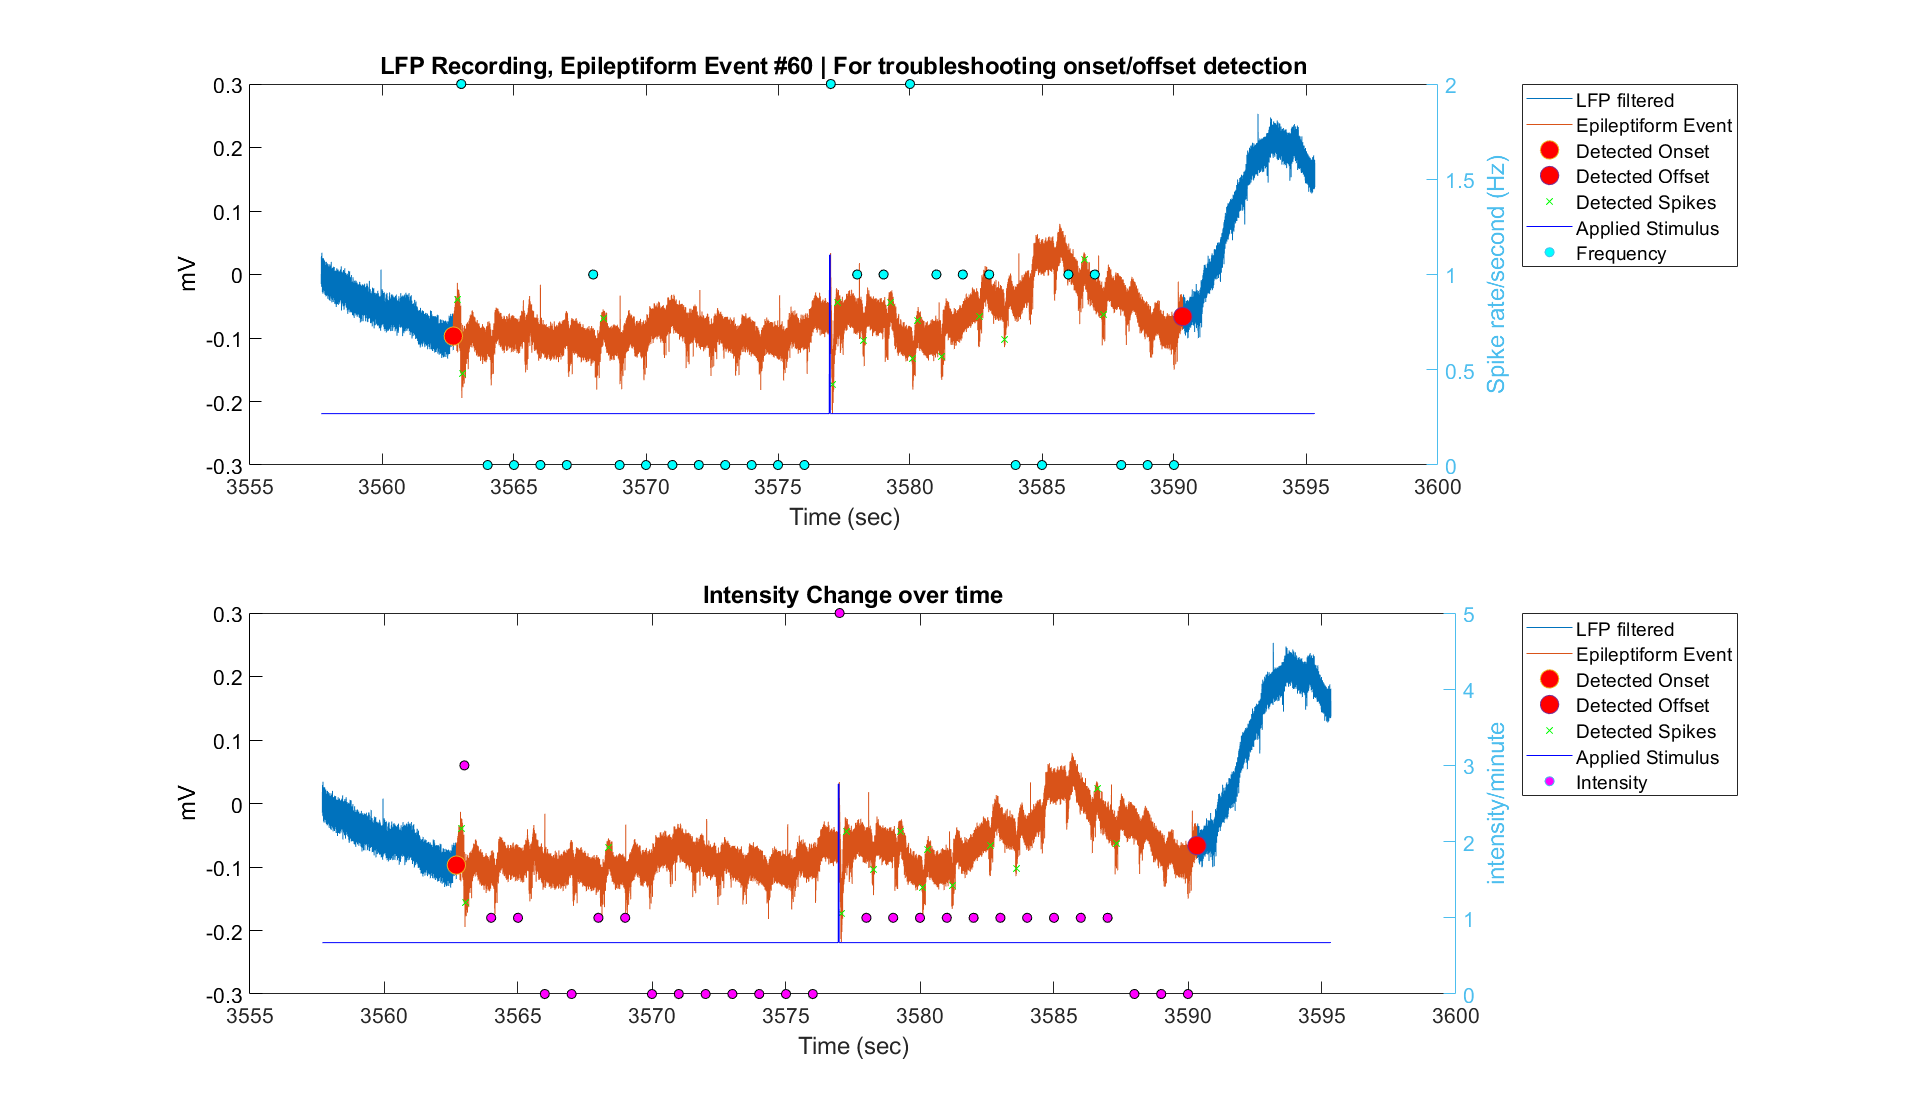 LFP Recording, Epileptiform Event #60 | For troubleshooting onset/offset detection
0.3
0.2
0.1
0
-0.1
-0.2
-0.3
mV
2
1.5
1
0.5
0
Spike rate/second (Hz)
3555 3560 3565 3570 3575 3580 3585 3590 3595 3600
Time (sec)
LFP filtered
Epileptiform Event
Detected Onset
Detected Offset
Detected Spikes
Applied Stimulus
Frequency
Intensity Change over time
0.3
0.2
0.1
0
-0.1
-0.2
-0.3
mV
5
4
3
2
1
0
intensity/minute
3555 3560 3565 3570 3575 3580 3585 3590 3595 3600
Time (sec)
LFP filtered
Epileptiform Event
Detected Onset
Detected Offset
Detected Spikes
Applied Stimulus
Intensity